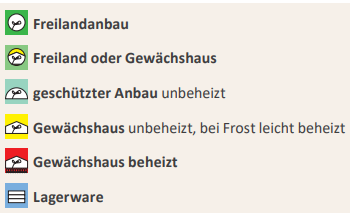 Freilandanbau
Freiland oder Gewächshaus
geschützter Anbau unbeheizt
Gewächshaus unbeheizt, bei Frost leicht beheizt
Gewächshaus beheizt
Lagerware